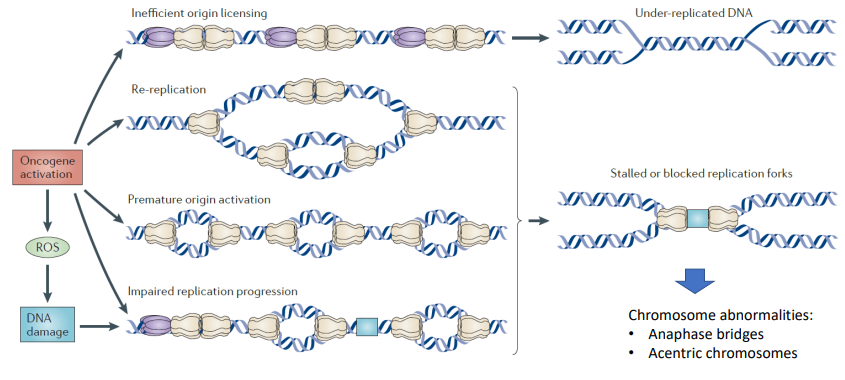 Inefficient origin licensing
Under-replicated DNA
Re-replication
Oncogene
activation
Stalled or blocked replication forks
Premature origin activation
ROS
Impaired replication progression
DNA
damage
Chromosome abnormalities:
• Anaphase bridges
• Acentric chromosomes